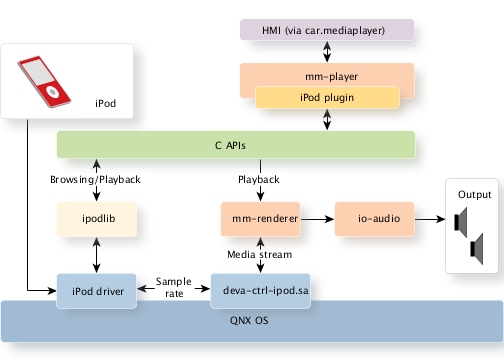 HMI (via car.mediaplayer)
mm-player
iPod plugin
iPod
C APIs
Browsing/Playback
Playback
Output
ipodlib
mm-renderer
io-audio
Media stream
iPod driver
Sample
rate
deva-ctrl-ipod.sa
QNX OS